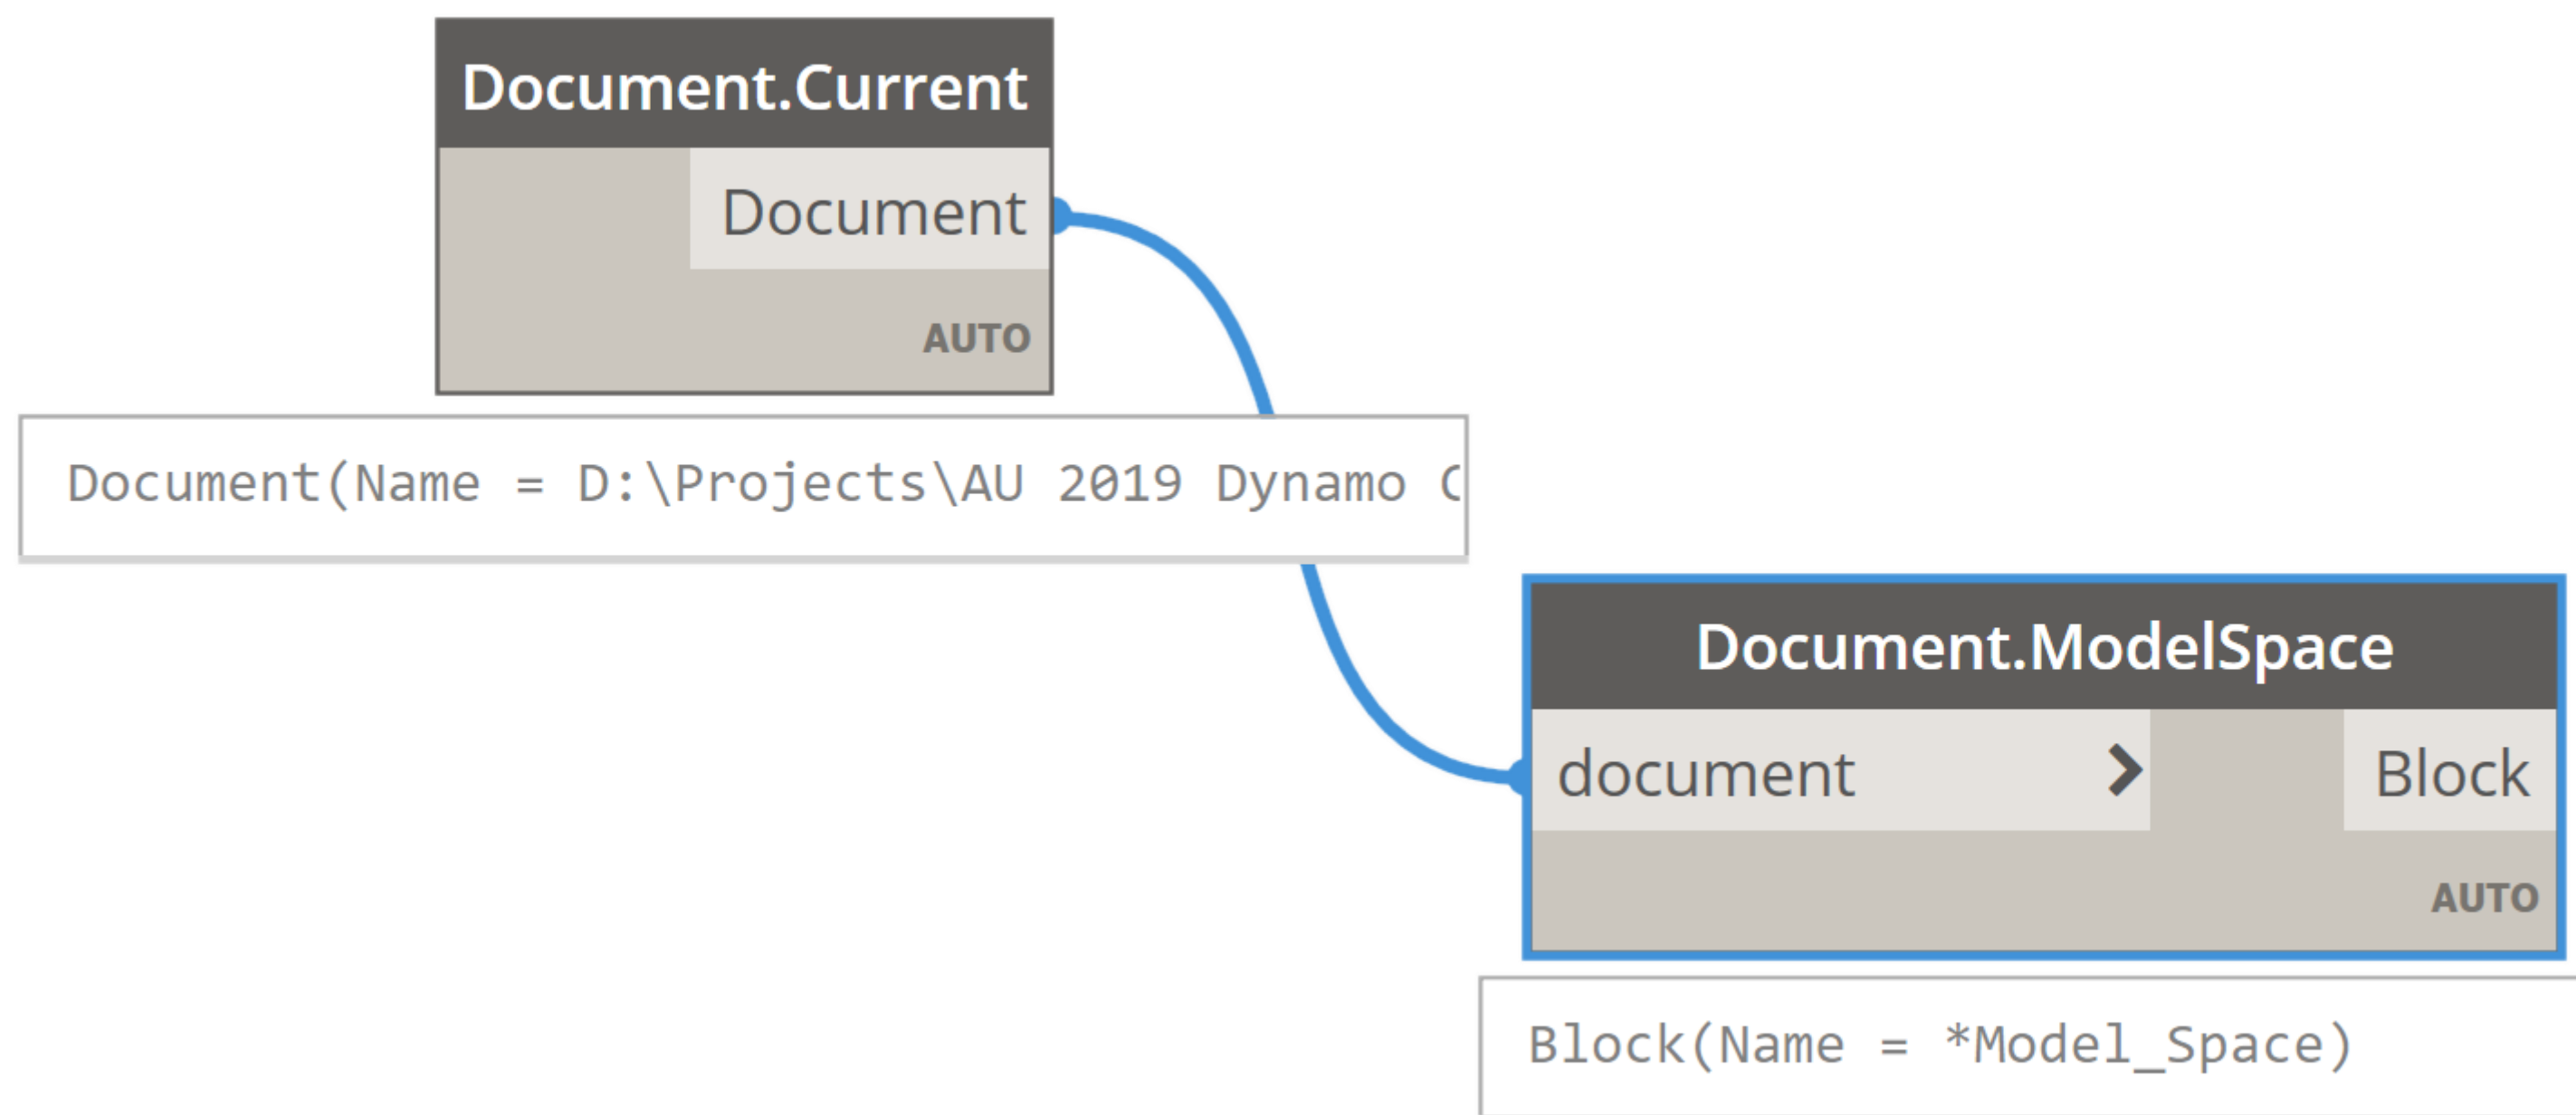 Document.Current
Document
AUTO
Document(Name = D:\Projects\AU 2019 Dynamo
Document.ModelSpace
document > Block
AUTO
Block(Name = *Model_Space)